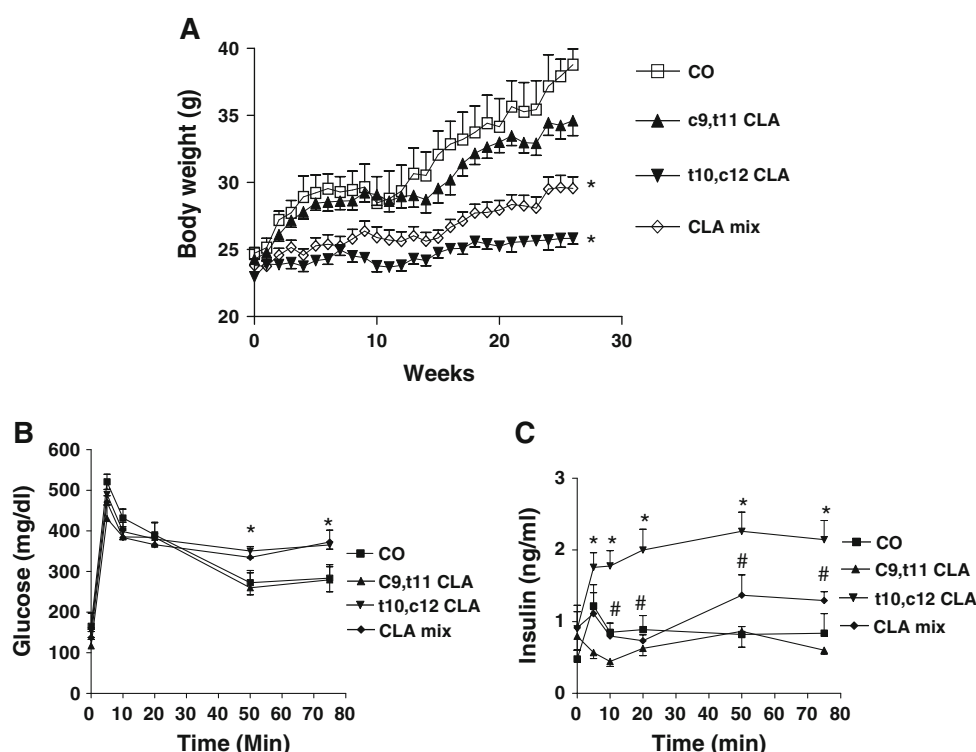 A
Body weight (g)
40
35
30
25
20
0 10 20 30
Weeks
*
*
CO
c9,t11 CLA
t10,c12 CLA
CLA mix
B
Glucose (mg/dl)
600
500
400
300
200
100
0
0 10 20 30 40 50 60 70 80
Time (Min)
* *
CO
C9,t11 CLA
t10,c12 CLA
CLA mix
C
Insulin (ng/ml)
3
2
1
0
0 10 20 30 40 50 60 70 80
Time (min)
* * * * *
# # # #
CO
C9,t11 CLA
t10,c12 CLA
CLA mix